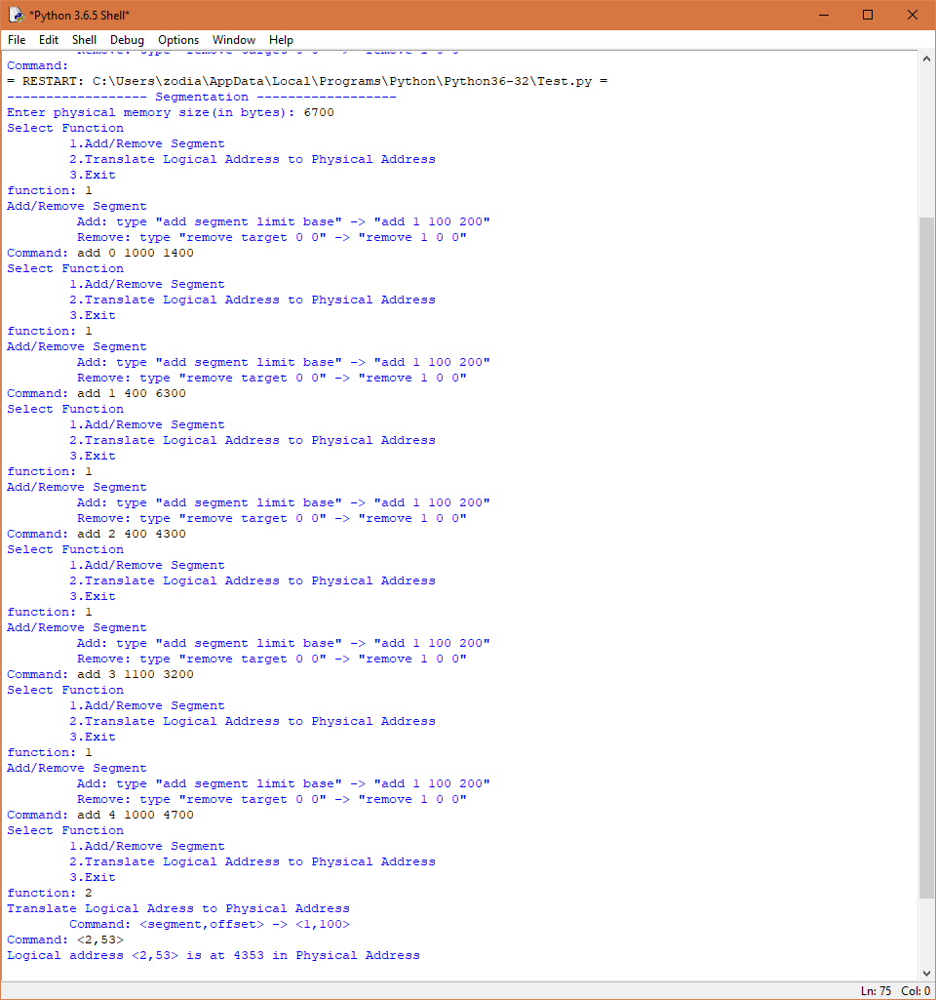 *Python 3.6.5 Shell*
File Edit Shell Debug Options Window Help
Remove: type "remove target 0 0" -> "remove 1 0 0"
Command:
= RESTART: C:\Users\zodia\AppData\Local\Programs\Python\Python36-32\Test.py =
------------------ Segmentation ------------------
Enter physical memory size(in bytes): 6700
Select Function
1.Add/Remove Segment
2.Translate Logical Address to Physical Address
3.Exit
function: 1
Add/Remove Segment
Add: type "add segment limit base" -> "add 1 100 200"
Remove: type "remove target 0 0" -> "remove 1 0 0"
Command: add 0 1000 1400
Select Function
1.Add/Remove Segment
2.Translate Logical Address to Physical Address
3.Exit
function: 1
Add/Remove Segment
Add: type "add segment limit base" -> "add 1 100 200"
Remove: type "remove target 0 0" -> "remove 1 0 0"
Command: add 1 400 6300
Select Function
1.Add/Remove Segment
2.Translate Logical Address to Physical Address
3.Exit
function: 1
Add/Remove Segment
Add: type "add segment limit base" -> "add 1 100 200"
Remove: type "remove target 0 0" -> "remove 1 0 0"
Command: add 2 400 4300
Select Function
1.Add/Remove Segment
2.Translate Logical Address to Physical Address
3.Exit
function: 1
Add/Remove Segment
Add: type "add segment limit base" -> "add 1 100 200"
Remove: type "remove target 0 0" -> "remove 1 0 0"
Command: add 3 1100 3200
Select Function
1.Add/Remove Segment
2.Translate Logical Address to Physical Address
3.Exit
function: 1
Add/Remove Segment
Add: type "add segment limit base" -> "add 1 100 200"
Remove: type "remove target 0 0" -> "remove 1 0 0"
Command: add 4 1000 4700
Select Function
1.Add/Remove Segment
2.Translate Logical Address to Physical Address
3.Exit
function: 2
Translate Logical Adress to Physical Address
Command: <segment,offset> -> <1,100>
Command: <2,53>
Logical address <2,53> is at 4353 in Physical Address
Ln: 75 Col: 0